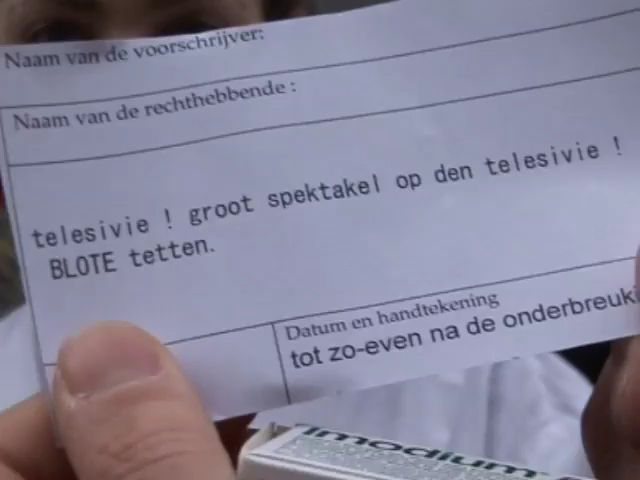 Naam van de voorschrijver:
Naam van de rechthebbende :
telesivie ! groot spektakel op den telesivie !
BLOTE tetten.
Datum en handtekening
tot zo-even na de onderbreuki
Imodium